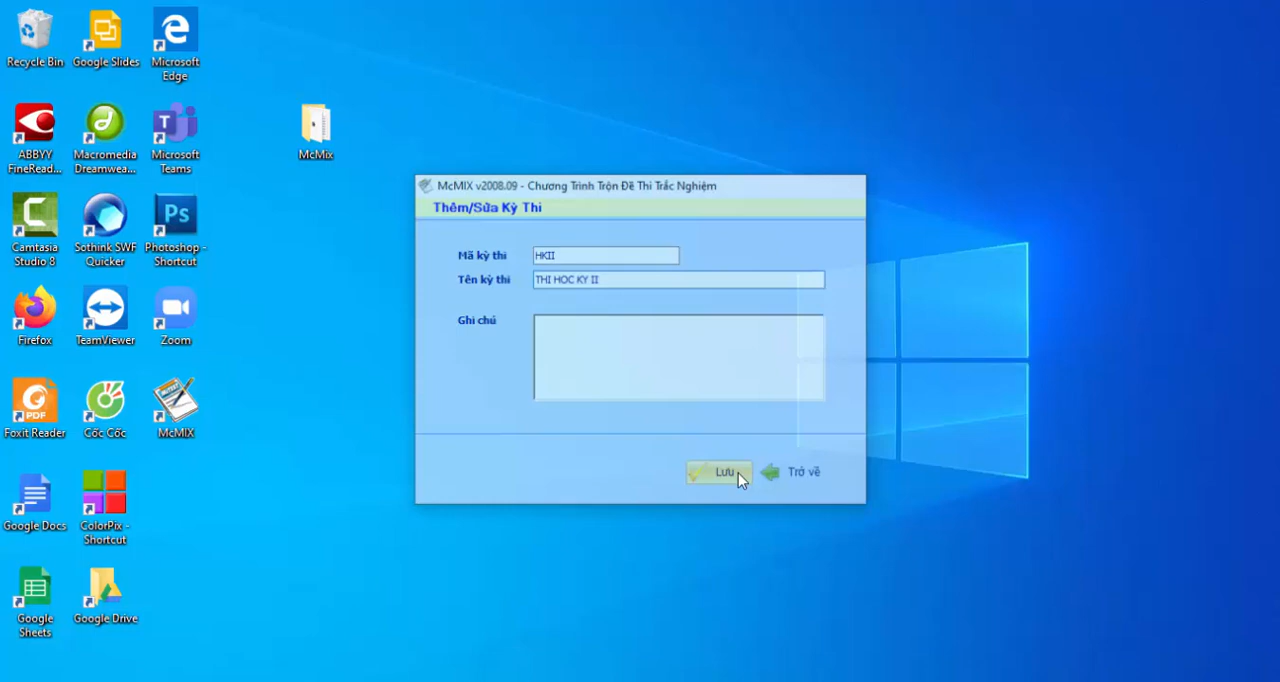 Recycle Bin
Google Slides
Microsoft
Edge
ABBYY
FineRead...
Macromedia
Dreamwea...
Microsoft
Teams
McMix
Camtasia
Studio 8
Sothink SWF
Quicker
Photoshop -
Shortcut
Ps
Firefox
TeamViewer
Zoom
PDF
Foxit Reader
Cốc Cốc
McMIX
Google Docs
ColorPix -
Shortcut
Google
Sheets
Google Drive
McMIX v2008.09 - Chương Trình Trộn Đề Thi Trắc Nghiệm
Thêm/Sửa Kỳ Thi
Mã kỳ thi
HKII
Tên kỳ thi
THI HOC KY II
Ghi chú
Lưu
Trở về